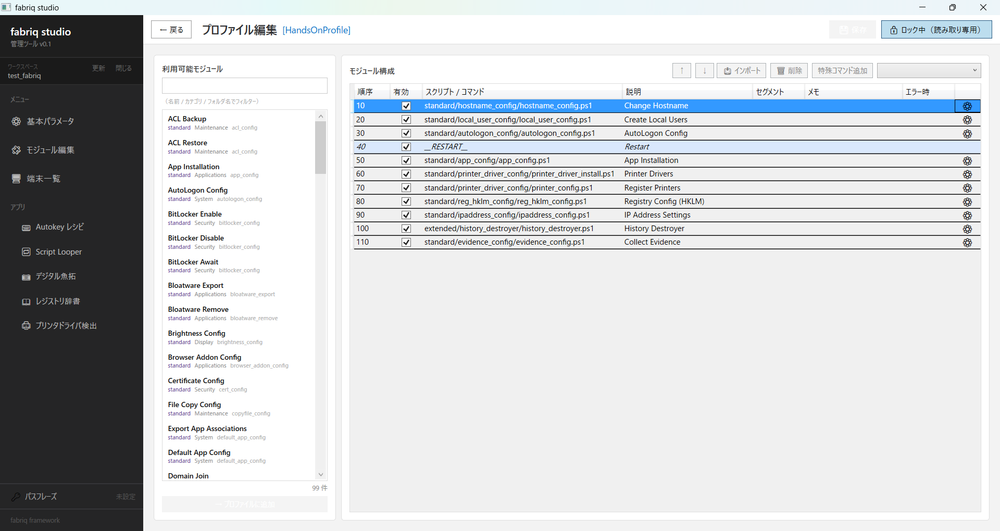 fabriq studio
fabriq studio
管理ツール v0.1
ワークスペース
更新 閉じる
test_fabriq
メニュー
基本パラメータ
モジュール編集
端末一覧
アプリ
Autokey レシピ
Script Looper
デジタル魚拓
レジストリ辞書
プリンタドライバ検出
パスフレーズ 未設定
fabriq framework
← 戻る プロファイル編集 [HandsOnProfile]
保存 ロック中（読み取り専用）
利用可能モジュール
（名前 / カテゴリ / フォルダ名でフィルター）
ACL Backup
standard Maintenance acl_config
ACL Restore
standard Maintenance acl_config
App Installation
standard Applications app_config
AutoLogon Config
standard System autologon_config
BitLocker Enable
standard Security bitlocker_config
BitLocker Disable
standard Security bitlocker_config
BitLocker Await
standard Security bitlocker_config
Bloatware Export
standard Applications bloatware_export
Bloatware Remove
standard Applications bloatware_remove
Brightness Config
standard Display brightness_config
Browser Addon Config
standard Applications browser_addon_config
Certificate Config
standard Security cert_config
File Copy Config
standard Maintenance copyfile_config
Export App Associations
standard System default_app_config
Default App Config
standard System default_app_config
Domain Join
99 件
→ プロファイルに追加
モジュール構成
↑ ↓ インポート 削除 特殊コマンド追加
順序 有効 スクリプト / コマンド 説明 セグメント メモ エラー時
10 standard/hostname_config/hostname_config.ps1 Change Hostname
20 standard/local_user_config/local_user_config.ps1 Create Local Users
30 standard/autologon_config/autologon_config.ps1 AutoLogon Config
40 __RESTART__ Restart
50 standard/app_config/app_config.ps1 App Installation
60 standard/printer_driver_config/printer_driver_install.ps1 Printer Drivers
70 standard/printer_driver_config/printer_config.ps1 Register Printers
80 standard/reg_hklm_config/reg_hklm_config.ps1 Registry Config (HKLM)
90 standard/ipaddress_config/ipaddress_config.ps1 IP Address Settings
100 extended/history_destroyer/history_destroyer.ps1 History Destroyer
110 standard/evidence_config/evidence_config.ps1 Collect Evidence